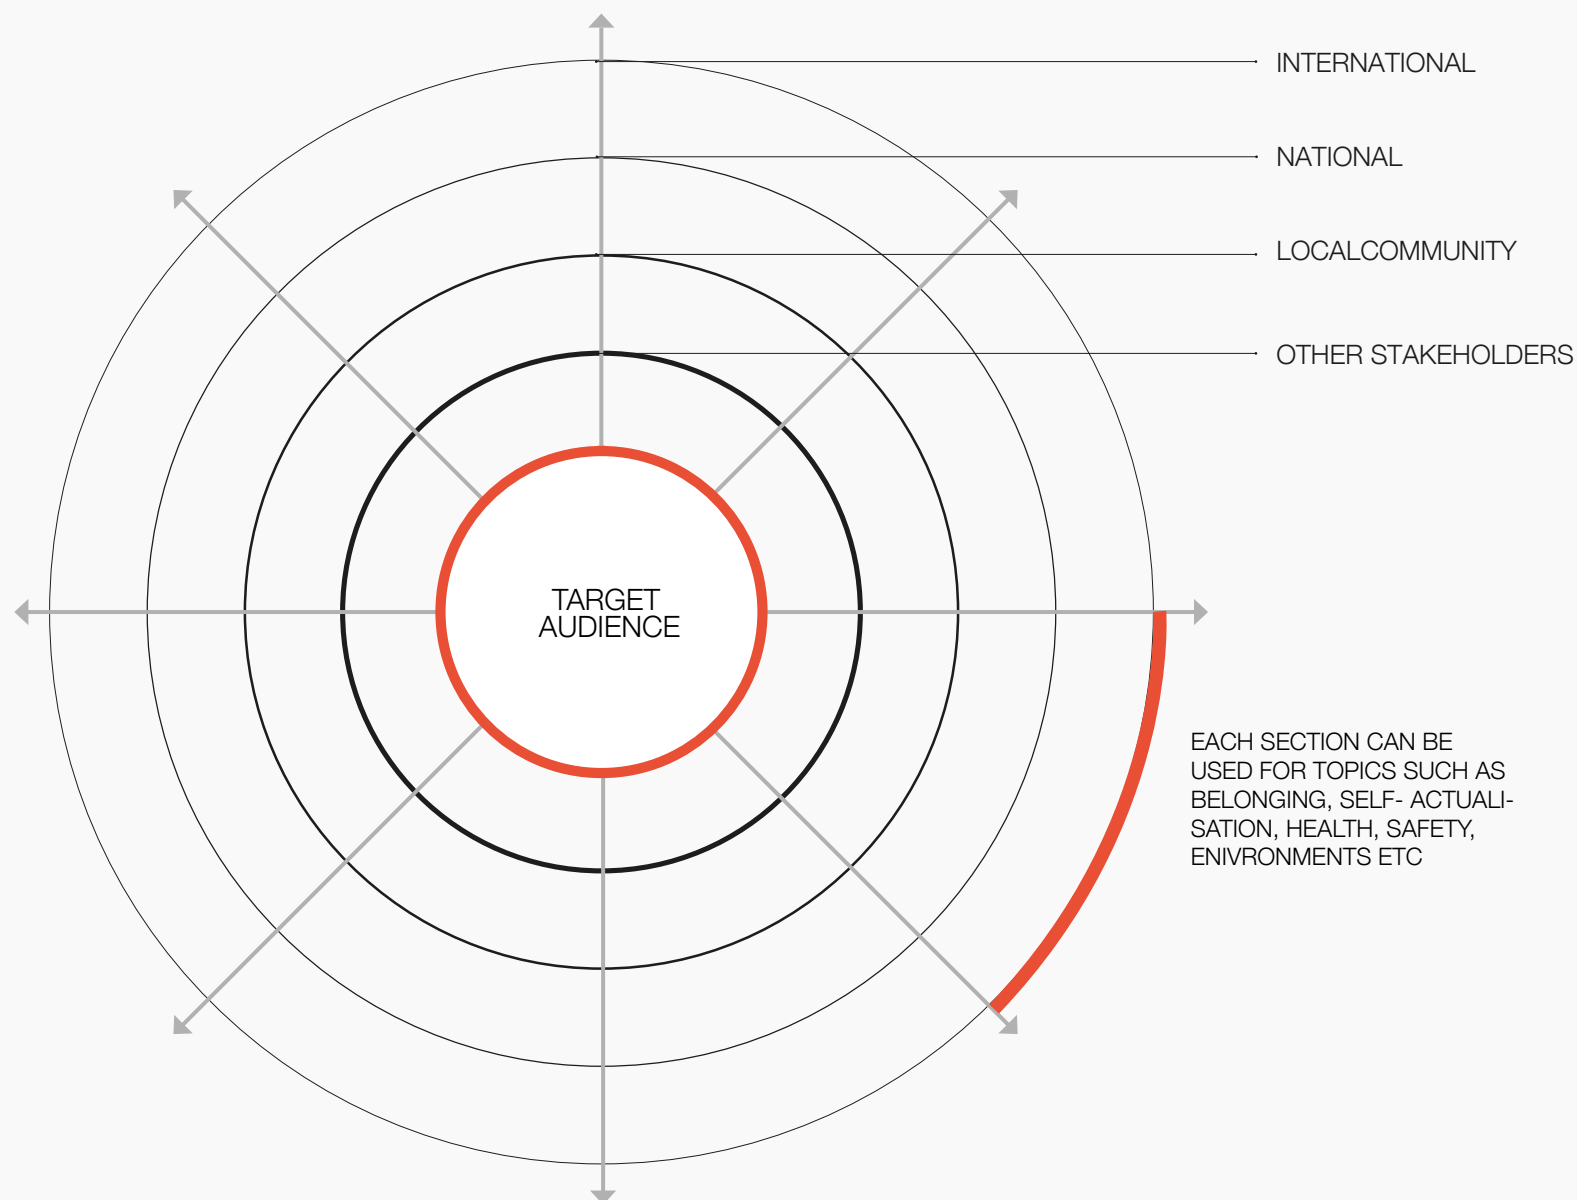 INTERNATIONAL
NATIONAL
LOCALCOMMUNITY
OTHER STAKEHOLDERS
TARGET
AUDIENCE
EACH SECTION CAN BE
USED FOR TOPICS SUCH AS
BELONGING, SELF- ACTUALI-
SATION, HEALTH, SAFETY,
ENIVRONMENTS ETC